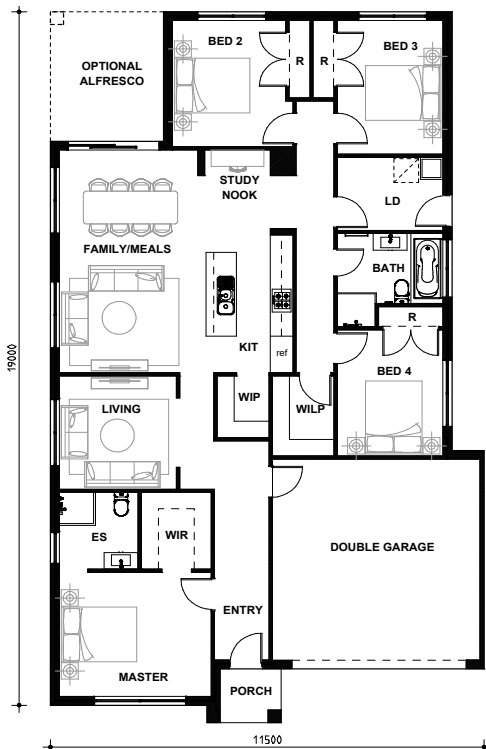 OPTIONAL
ALFRESCO
BED 2
R
R
BED 3
STUDY
NOOK
LD
FAMILY/MEALS
BATH
R
KIT
ref
BED 4
LIVING
WIP
WILP
ES
WIR
DOUBLE GARAGE
ENTRY
MASTER
PORCH
19000
11500